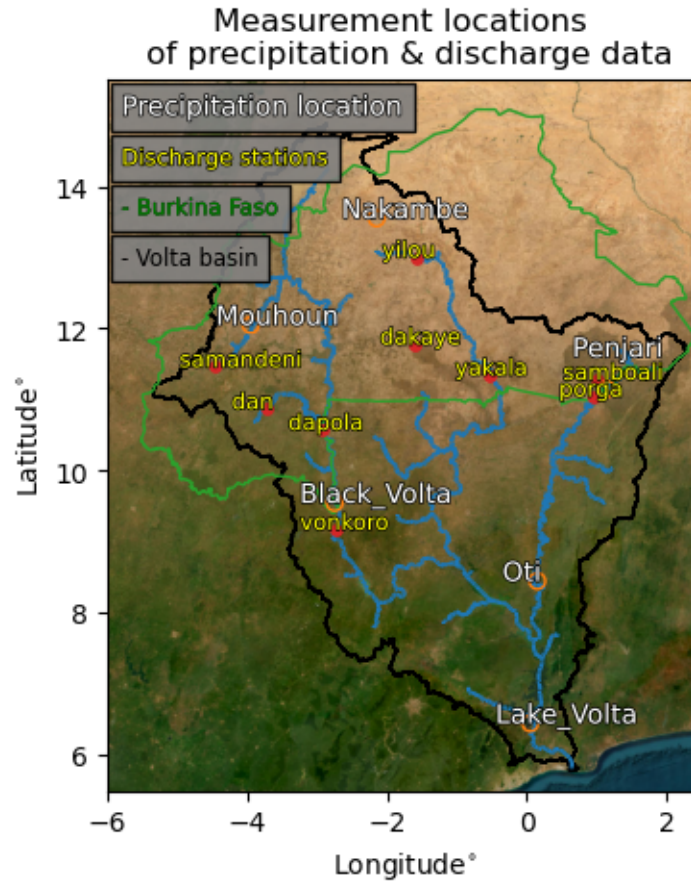 Measurement locations
of precipitation & discharge data
Precipitation location
Discharge stations
- Burkina Faso
- Volta basin
Nakambe
yilou
Mouhoun
dakaye
Penjari
samandeni
yakala
samboali
porga
dan
dapola
Black_Volta
vonkoro
Oti
Lake_Volta
14
12
10
8
6
Latitude°
−6
−4
−2
0
2
Longitude°